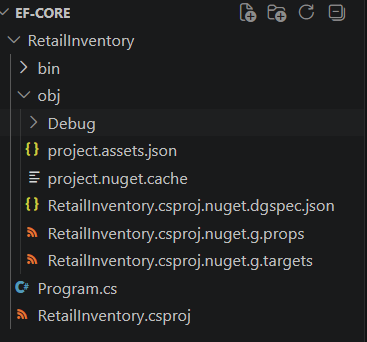 EF-CORE
RetailInventory
bin
obj
Debug
project.assets.json
project.nuget.cache
RetailInventory.csproj.nuget.dgspec.json
RetailInventory.csproj.nuget.g.props
RetailInventory.csproj.nuget.g.targets
C# Program.cs
RetailInventory.csproj